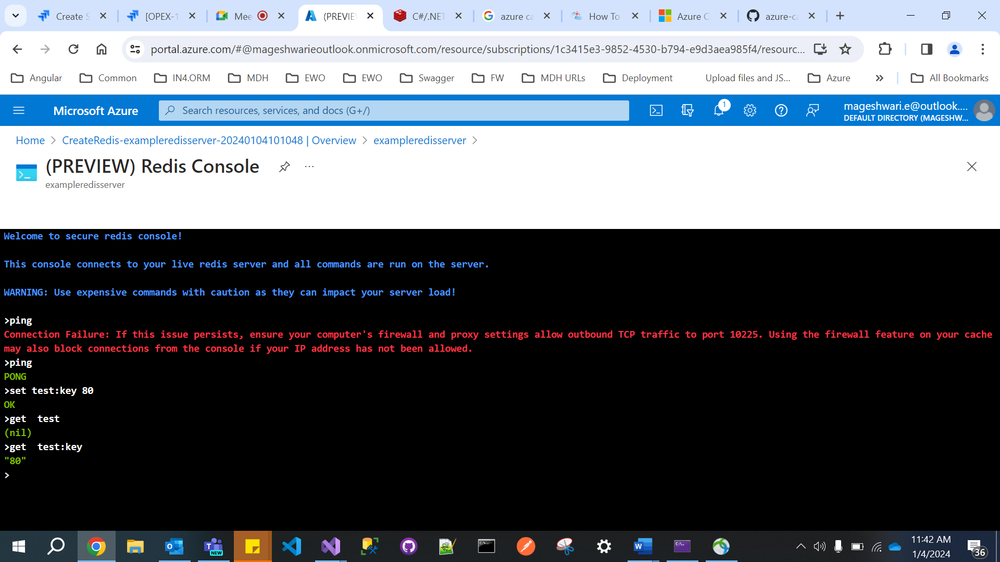 Create S
[OPEX-1
Mee
(PREVIEW
C#/.NET
azure ca
How To
Azure C
azure-ca
portal.azure.com/#@mageshwarieoutlook.onmicrosoft.com/resource/subscriptions/1c3415e3-9852-4530-b794-e9d3aea985f4/resourc...
Angular
Common
IN4.ORM
MDH
EWO
EWO
Swagger
FW
MDH URLs
Deployment
Upload files and JS...
Azure
»
All Bookmarks
Microsoft Azure
Search resources, services, and docs (G+/)
1
mageshwari.e@outlook....
DEFAULT DIRECTORY (MAGESHW...
Home > CreateRedis-exampleredisserver-20240104101048 | Overview > exampleredisserver >
(PREVIEW) Redis Console
...
exampleredisserver
Welcome to secure redis console!
This console connects to your live redis server and all commands are run on the server.
WARNING: Use expensive commands with caution as they can impact your server load!
>ping
Connection Failure: If this issue persists, ensure your computer's firewall and proxy settings allow outbound TCP traffic to port 10225. Using the firewall feature on your cache
may also block connections from the console if your IP address has not been allowed.
>ping
PONG
>set test:key 80
OK
>get  test
(nil)
>get  test:key
"80"
>
NEW
11:42 AM
1/4/2024
36